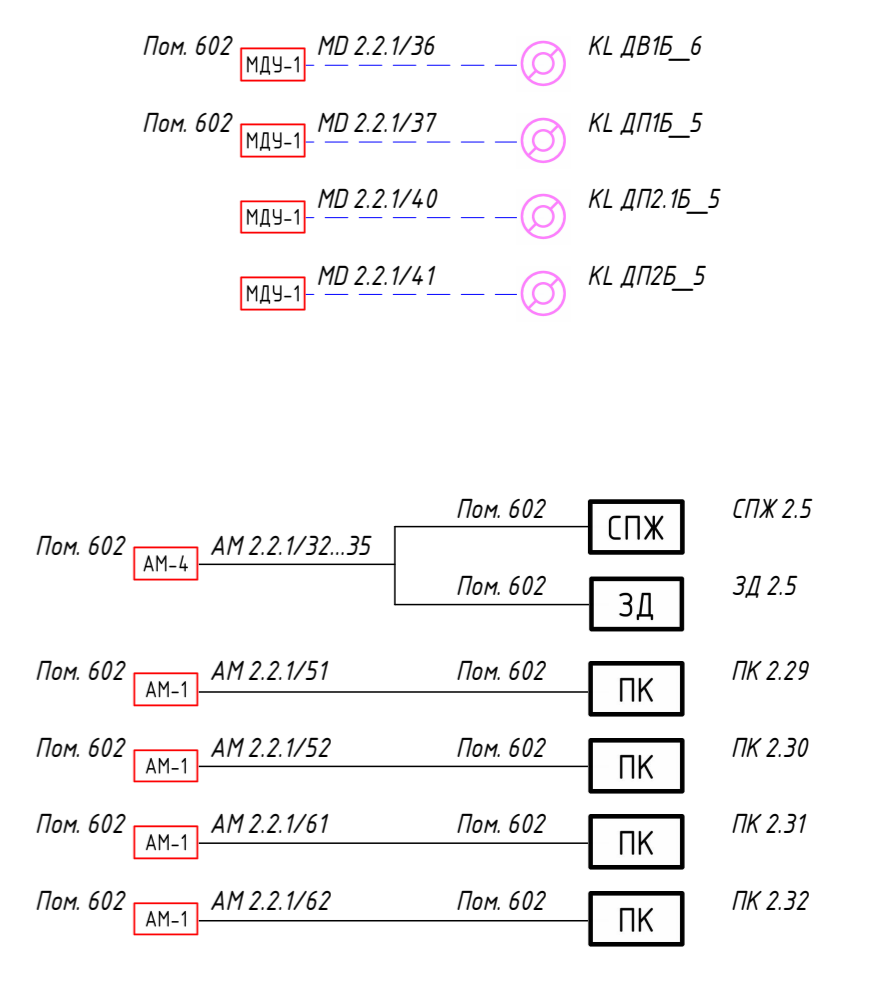 Пом. 602 МДУ-1 MD 2.2.1/36 KL ДВ1Б__6
Пом. 602 МДУ-1 MD 2.2.1/37 KL ДП1Б__5
МДУ-1 MD 2.2.1/40 KL ДП2.1Б__5
МДУ-1 MD 2.2.1/41 KL ДП2Б__5
Пом. 602 СПЖ СПЖ 2.5
Пом. 602 АМ-4 АМ 2.2.1/32...35
Пом. 602 ЗД ЗД 2.5
Пом. 602 АМ-1 АМ 2.2.1/51 Пом. 602 ПК ПК 2.29
Пом. 602 АМ-1 АМ 2.2.1/52 Пом. 602 ПК ПК 2.30
Пом. 602 АМ-1 АМ 2.2.1/61 Пом. 602 ПК ПК 2.31
Пом. 602 АМ-1 АМ 2.2.1/62 Пом. 602 ПК ПК 2.32